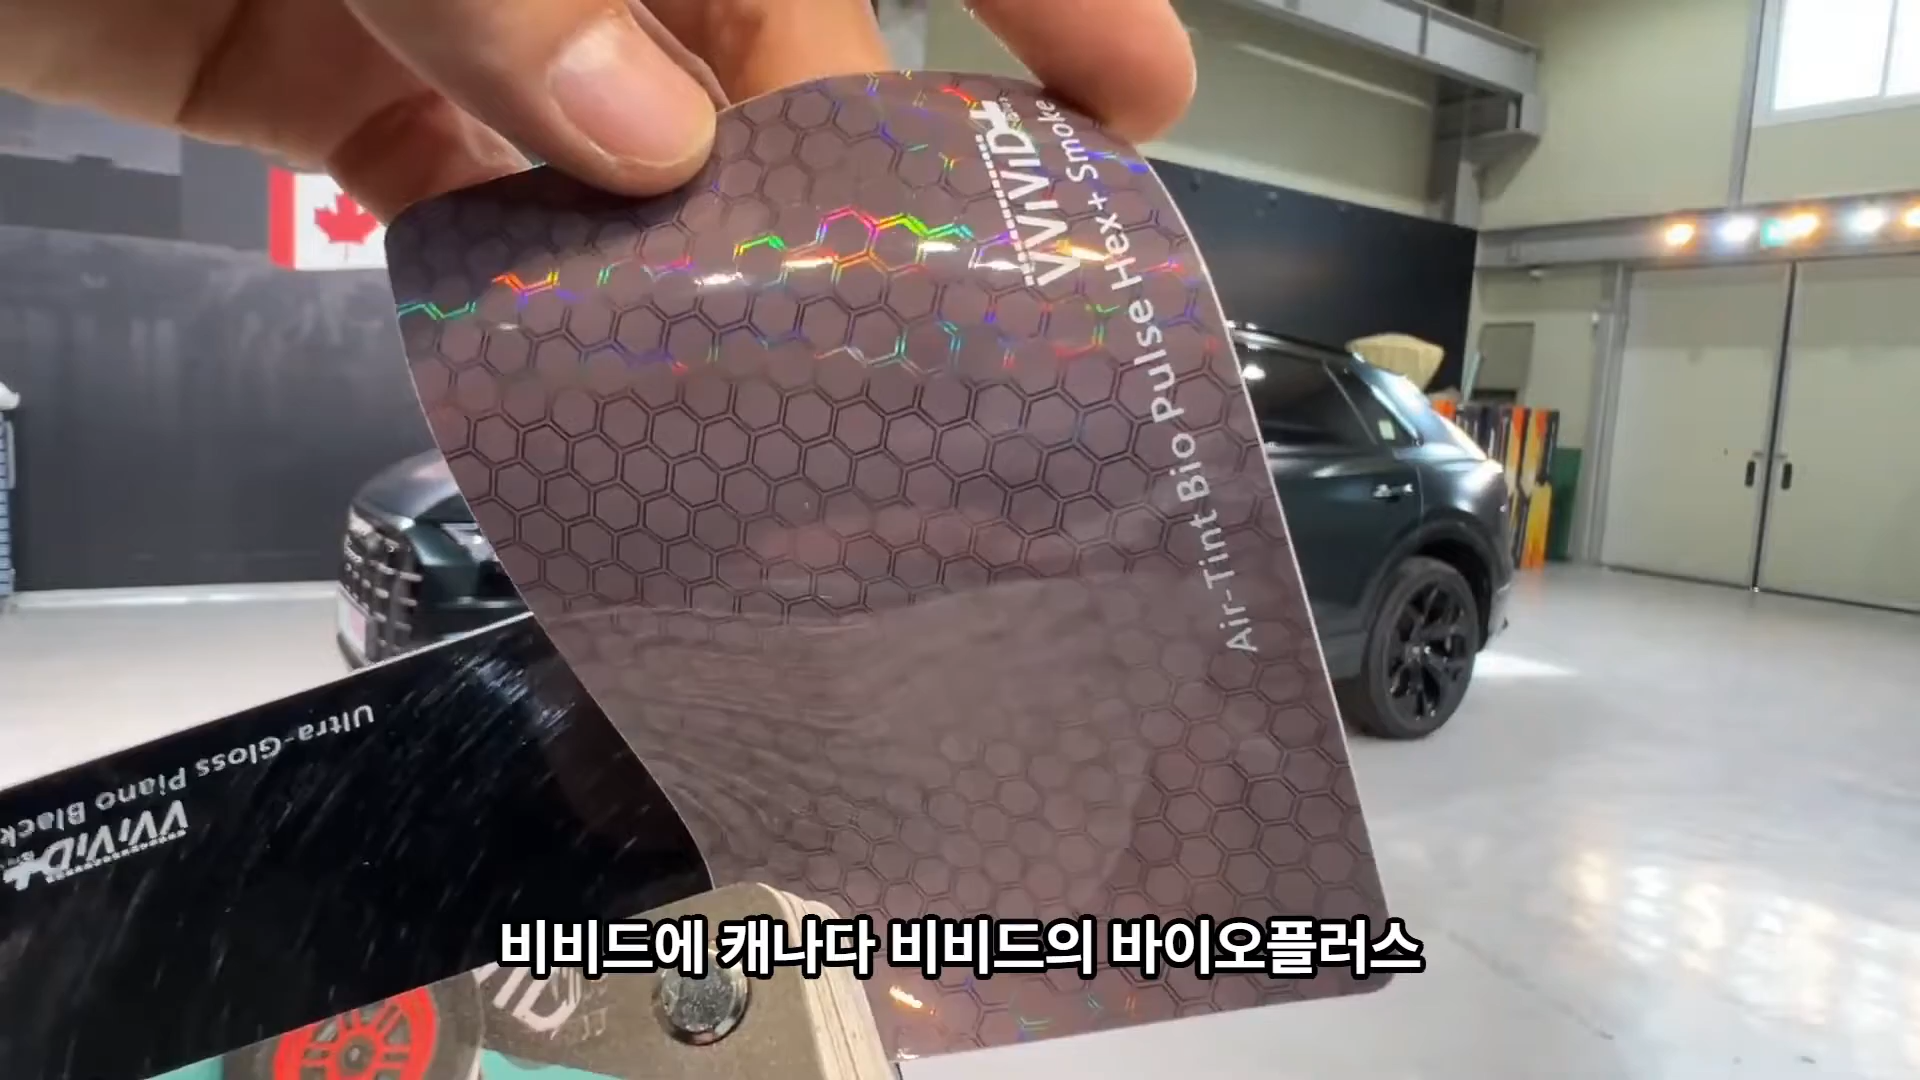 VViViD+
Air-Tint Bio Pulse Hex+ Smoke
Ultra-Gloss Piano Black
VViViD+
비비드에 캐나다 비비드의 바이오플러스